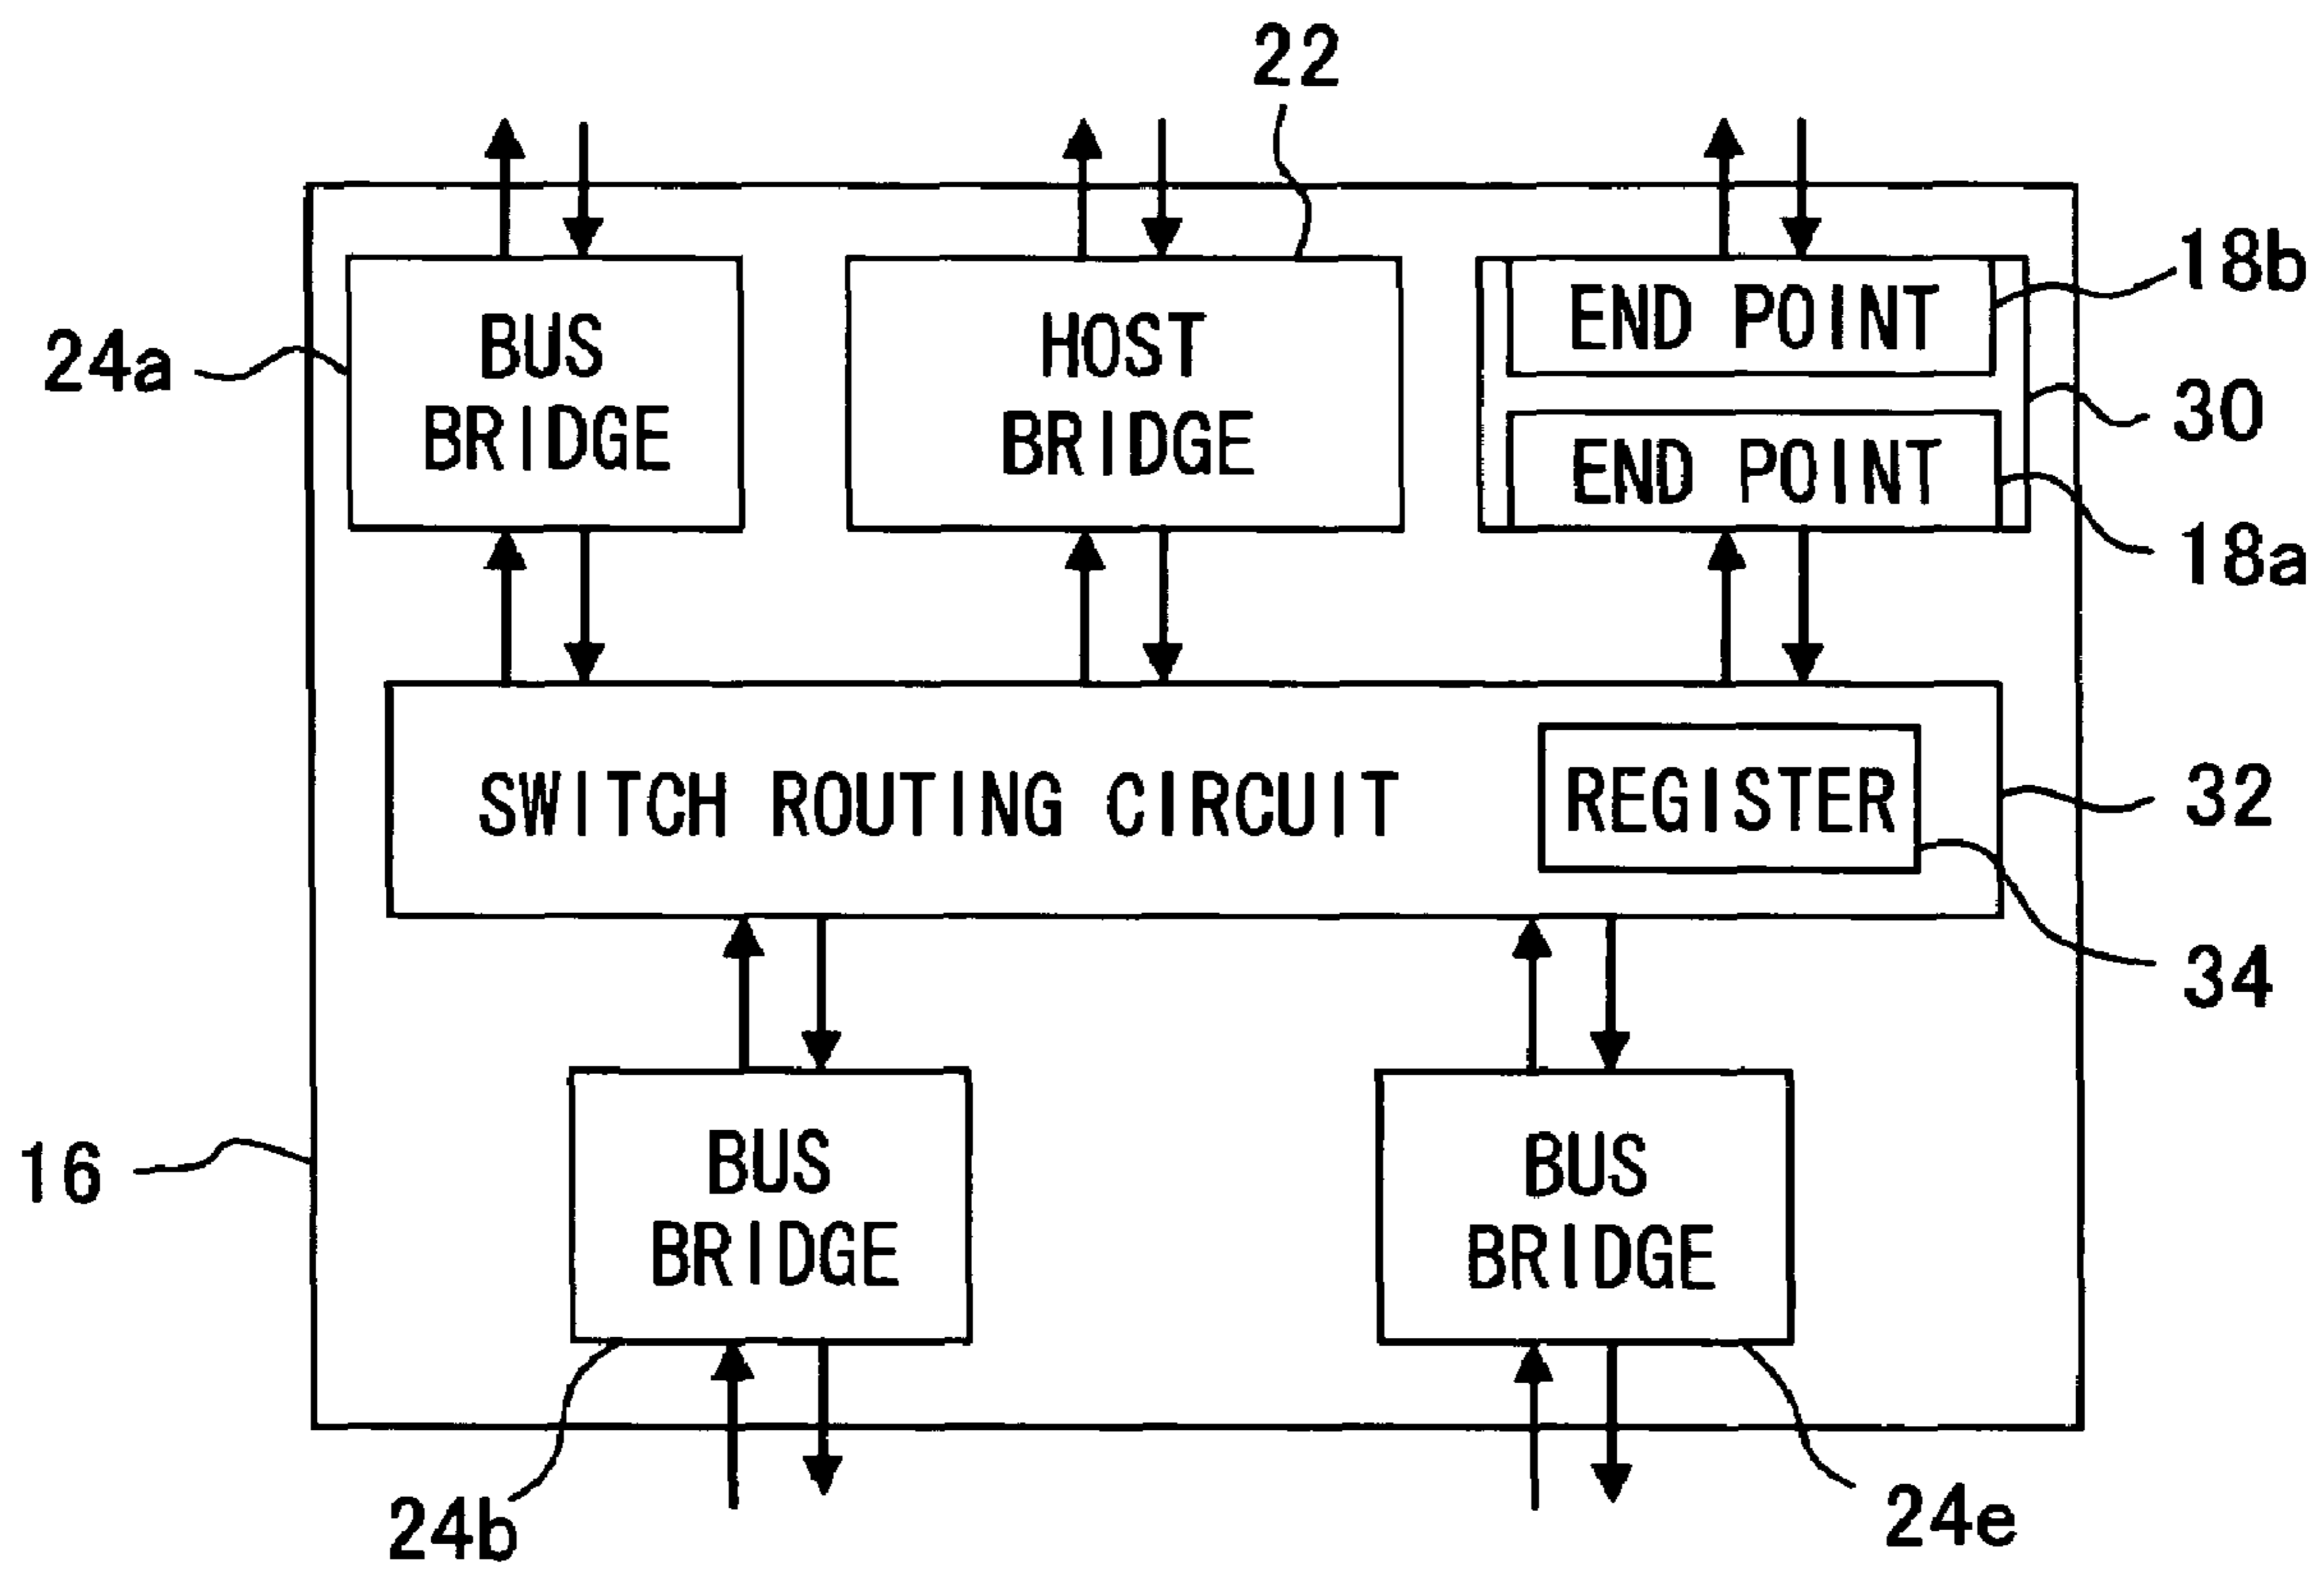 22
BUS
BRIDGE
24a
HOST
BRIDGE
END POINT
18b
30
END POINT
18a
SWITCH ROUTING CIRCUIT
REGISTER
32
34
BUS
BRIDGE
BUS
BRIDGE
16
24b
24e